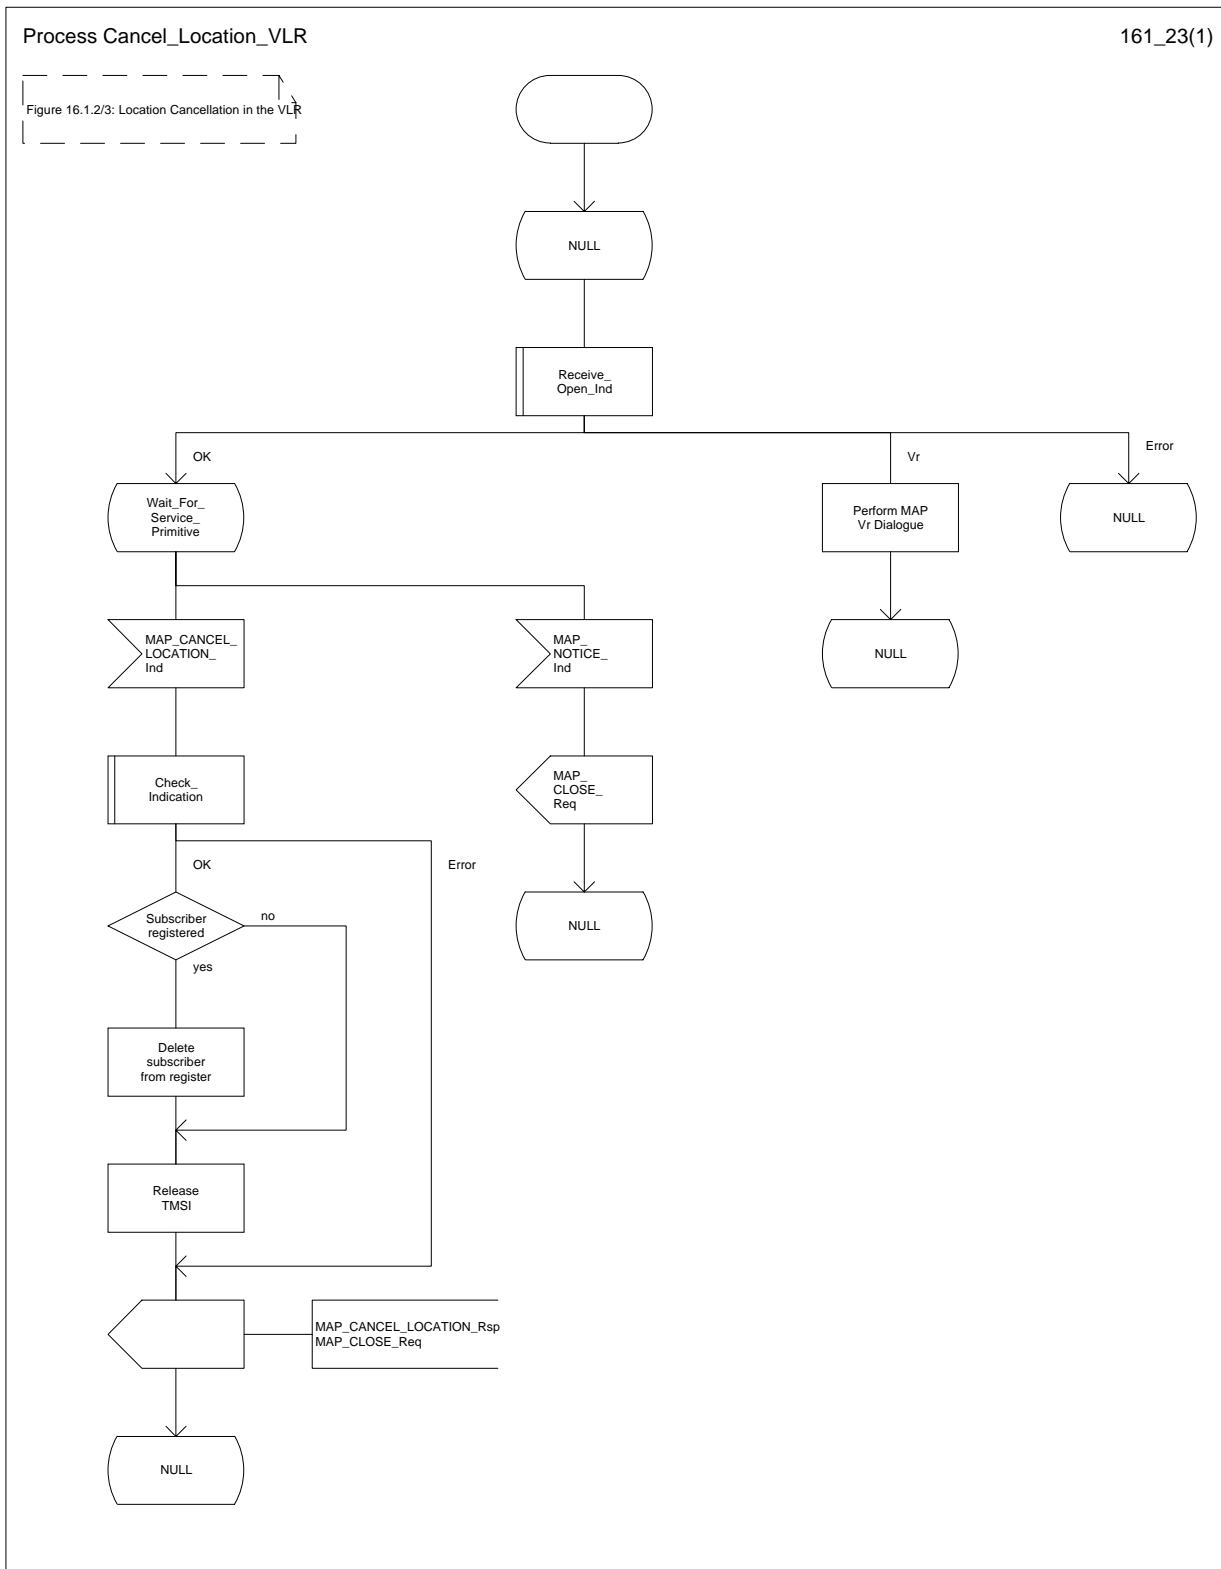 Process Cancel_Location_VLR
161_23(1)
Figure 16.1.2/3: Location Cancellation in the VLR
NULL
Receive_
Open_Ind
OK
Vr
Error
Wait_For_
Service_
Primitive
Perform MAP
Vr Dialogue
NULL
MAP_CANCEL_
LOCATION_
Ind
MAP_
NOTICE_
Ind
NULL
Check_
Indication
MAP_
CLOSE_
Req
OK
Error
Subscriber
registered
no
yes
NULL
Delete
subscriber
from register
Release
TMSI
MAP_CANCEL_LOCATION_Rsp
MAP_CLOSE_Req
NULL